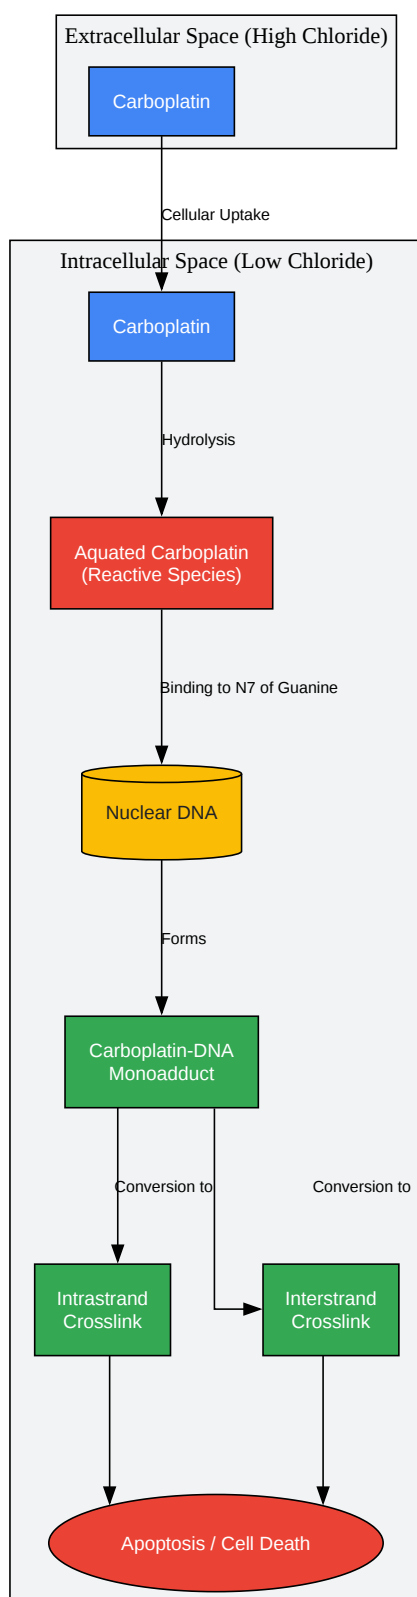 Extracellular Space (High Chloride)
Carboplatin
Cellular Uptake
Intracellular Space (Low Chloride)
Carboplatin
Hydrolysis
Aquated Carboplatin
(Reactive Species)
Binding to N7 of Guanine
Nuclear DNA
Forms
Carboplatin-DNA
Monoadduct
Conversion to
Conversion to
Intrastrand
Crosslink
Interstrand
Crosslink
Apoptosis / Cell Death